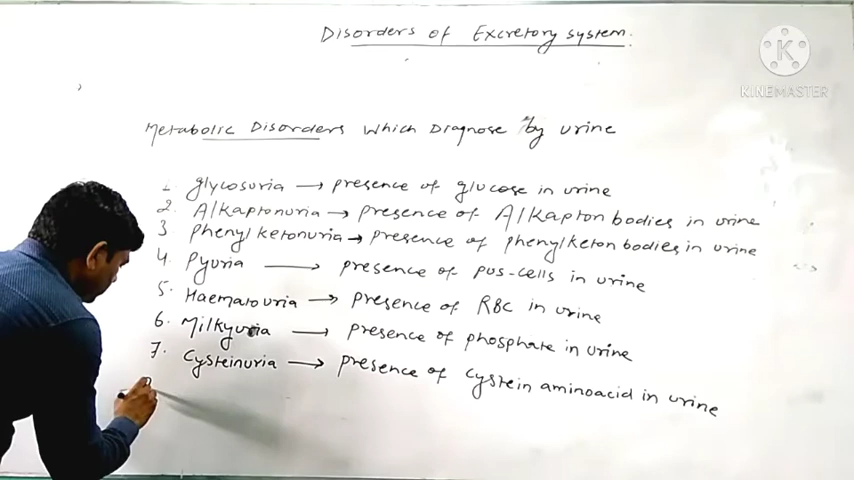 Disorders of Excretory system.
K
KINEMASTER
Metabolic Disorders Which Diagnose by urine
1. glycosuria → presence of glucose in urine
2. Alkaptonuria → presence of Alkapton bodies in urine
3 phenylketonuria → presence of phenylketon bodies in urine
4. Pyuria → presence of pus-cells in urine
5. Haematouria → presence of RBC in urine
6. Milkyuria → presence of phosphate in urine
7. Cysteinuria → presence of cystein aminoacid in urine
8